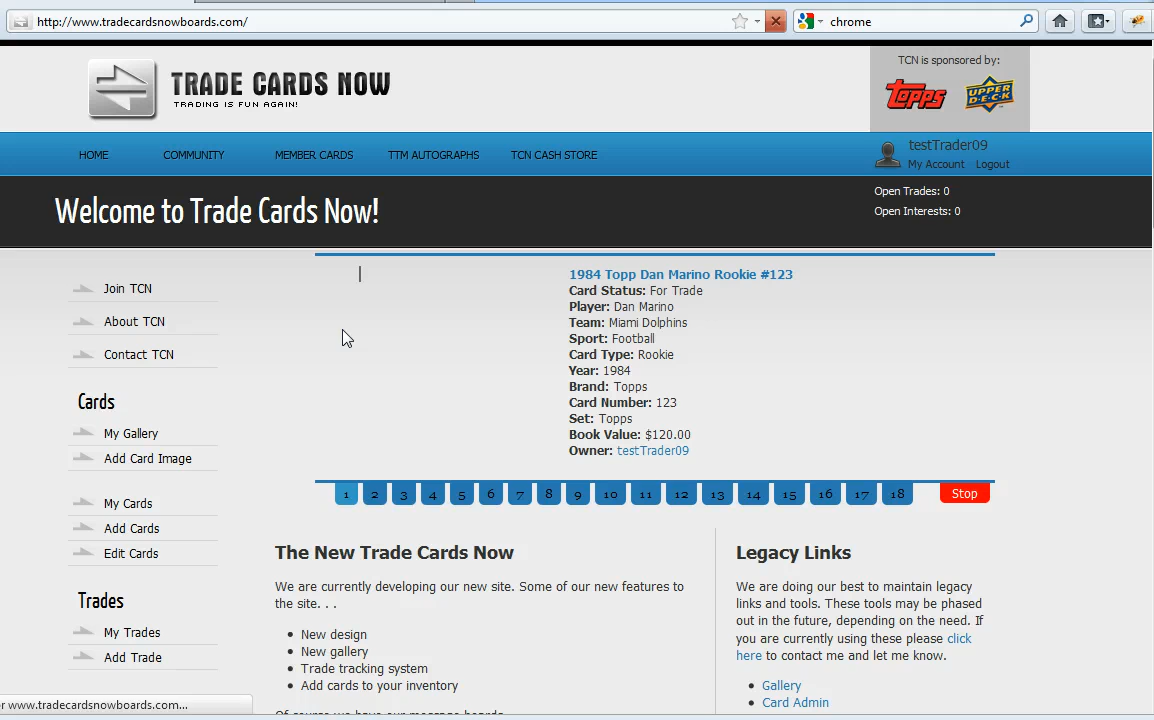 http://www.tradecardsnowboards.com/
chrome
TRADE CARDS NOW
TRADING IS FUN AGAIN!
TCN is sponsored by:
Topps
UPPER DECK
HOME
COMMUNITY
MEMBER CARDS
TTM AUTOGRAPHS
TCN CASH STORE
testTrader09
My Account
Logout
Welcome to Trade Cards Now!
Open Trades: 0
Open Interests: 0
Join TCN
About TCN
Contact TCN
Cards
My Gallery
Add Card Image
My Cards
Add Cards
Edit Cards
Trades
My Trades
Add Trade
1984 Topp Dan Marino Rookie #123
Card Status: For Trade
Player: Dan Marino
Team: Miami Dolphins
Sport: Football
Card Type: Rookie
Year: 1984
Brand: Topps
Card Number: 123
Set: Topps
Book Value: $120.00
Owner: testTrader09
1 2 3 4 5 6 7 8 9 10 11 12 13 14 15 16 17 18
Stop
The New Trade Cards Now
We are currently developing our new site. Some of our new features to
the site. . .
New design
New gallery
Trade tracking system
Add cards to your inventory
Of course we have our message boards
Legacy Links
We are doing our best to maintain legacy
links and tools. These tools may be phased
out in the future, depending on the need. If
you are currently using these please click
here to contact me and let me know.
Gallery
Card Admin
or www.tradecardsnowboards.com...